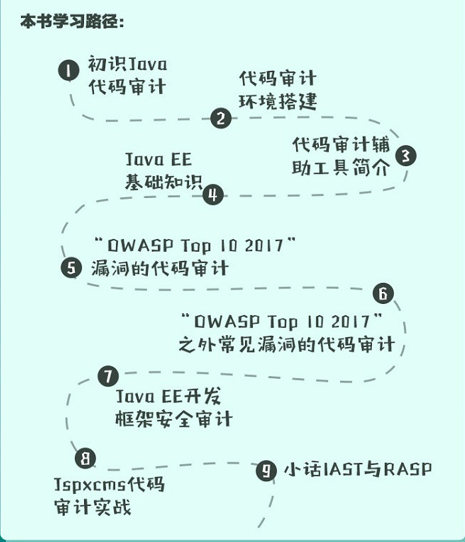 本书学习路径:
1
初识Java
代码审计
2
代码审计
环境搭建
3
代码审计辅
助工具简介
4
Java EE
基础知识
5
“OWASP Top 10 2017”
漏洞的代码审计
6
“OWASP Top 10 2017”
之外常见漏洞的代码审计
7
Java EE开发
框架安全审计
8
Jspxcms代码
审计实战
9
小话IAST与RASP